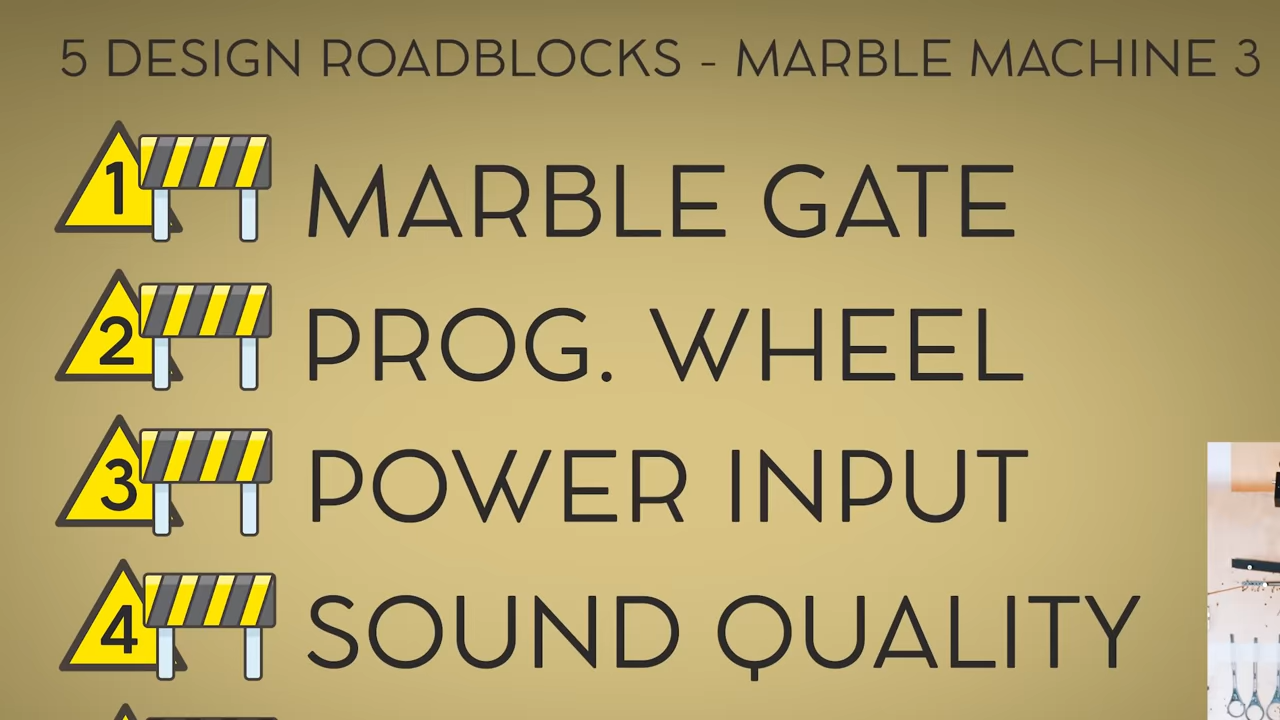 5 DESIGN ROADBLOCKS - MARBLE MACHINE 3
1 MARBLE GATE
2 PROG. WHEEL
3 POWER INPUT
4 SOUND QUALITY